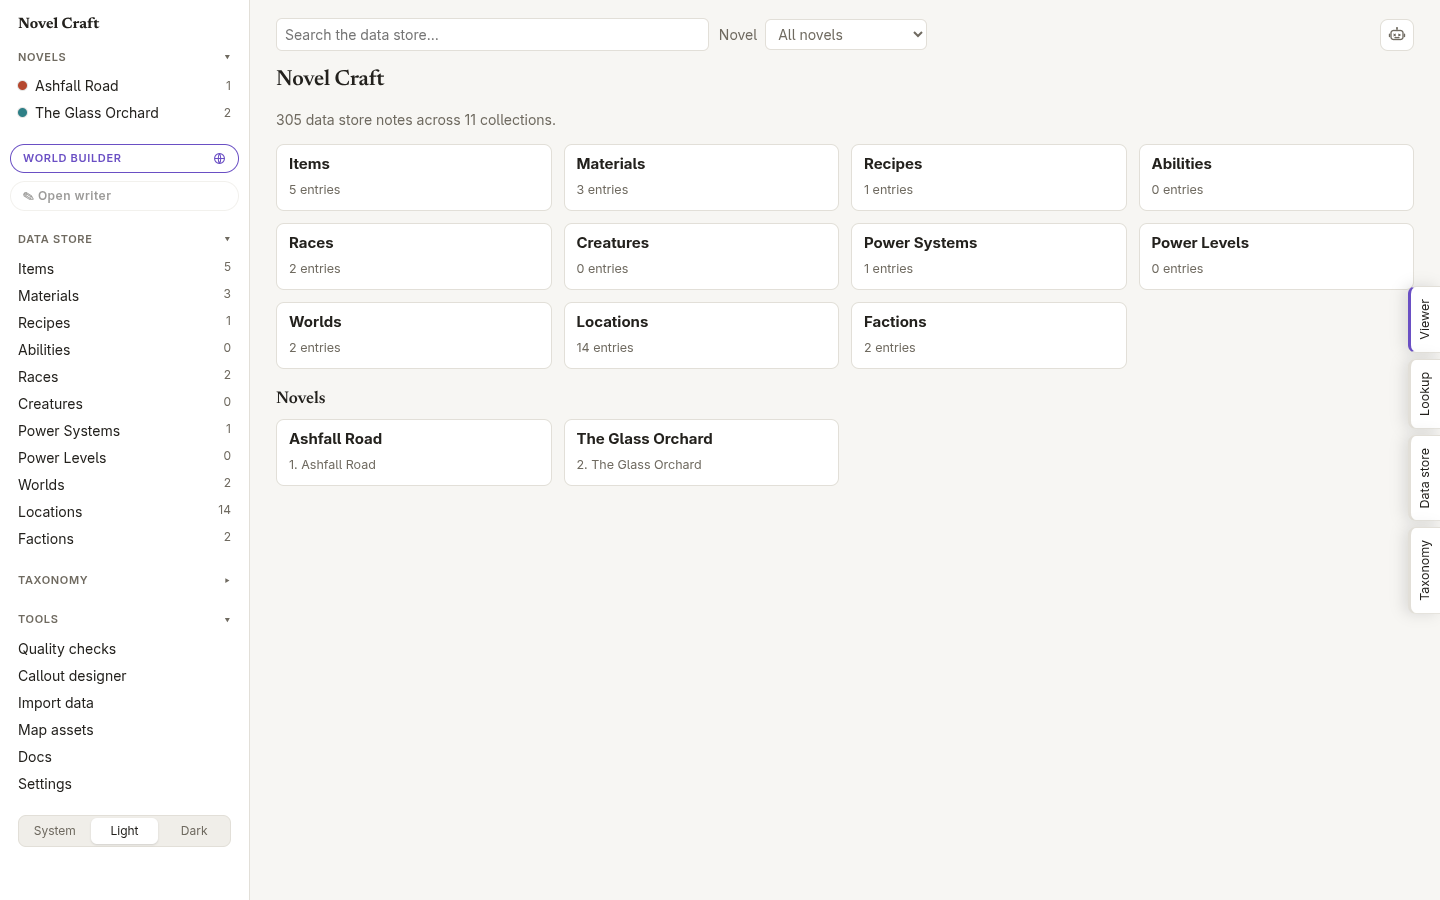 Novel Craft
NOVELS
Ashfall Road 1
The Glass Orchard 2
WORLD BUILDER
Open writer
DATA STORE
Items 5
Materials 3
Recipes 1
Abilities 0
Races 2
Creatures 0
Power Systems 1
Power Levels 0
Worlds 2
Locations 14
Factions 2
TAXONOMY
TOOLS
Quality checks
Callout designer
Import data
Map assets
Docs
Settings
System Light Dark
Search the data store...
Novel All novels
Novel Craft
305 data store notes across 11 collections.
Items
5 entries
Materials
3 entries
Recipes
1 entries
Abilities
0 entries
Races
2 entries
Creatures
0 entries
Power Systems
1 entries
Power Levels
0 entries
Worlds
2 entries
Locations
14 entries
Factions
2 entries
Novels
Ashfall Road
1. Ashfall Road
The Glass Orchard
2. The Glass Orchard
Viewer
Lookup
Data store
Taxonomy